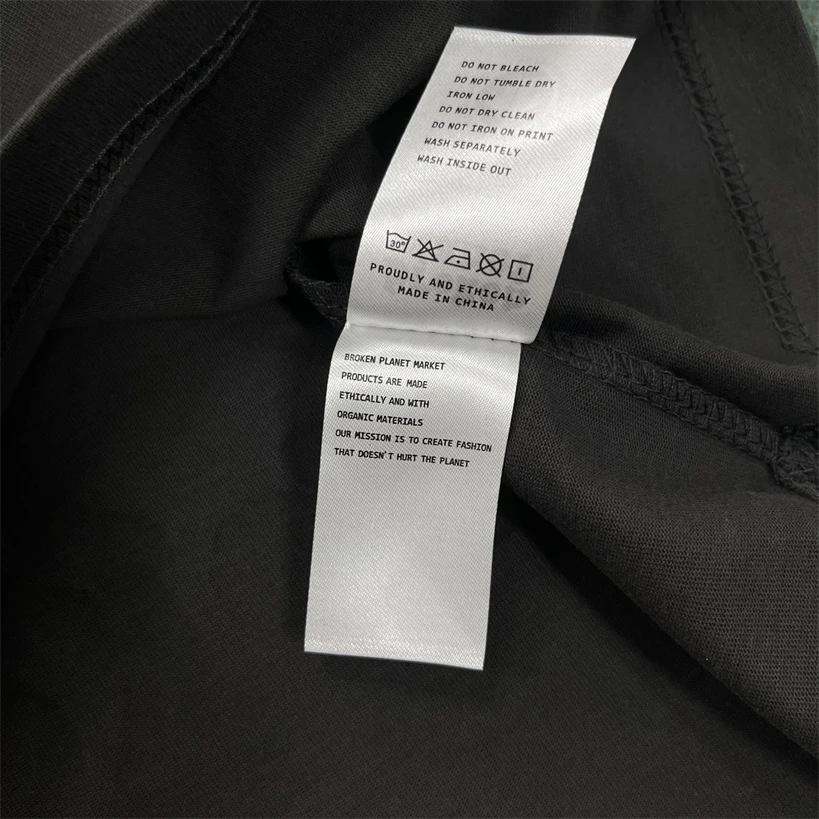 DO NOT BLEACH
DO NOT TUMBLE DRY
IRON LOW
DO NOT DRY CLEAN
DO NOT IRON ON PRINT
WASH SEPARATELY
WASH INSIDE OUT
30°
PROUDLY AND ETHICALLY
MADE IN CHINA
BROKEN PLANET MARKET
PRODUCTS ARE MADE
ETHICALLY AND WITH
ORGANIC MATERIALS
OUR MISSION IS TO CREATE FASHION
THAT DOESN'T HURT THE PLANET